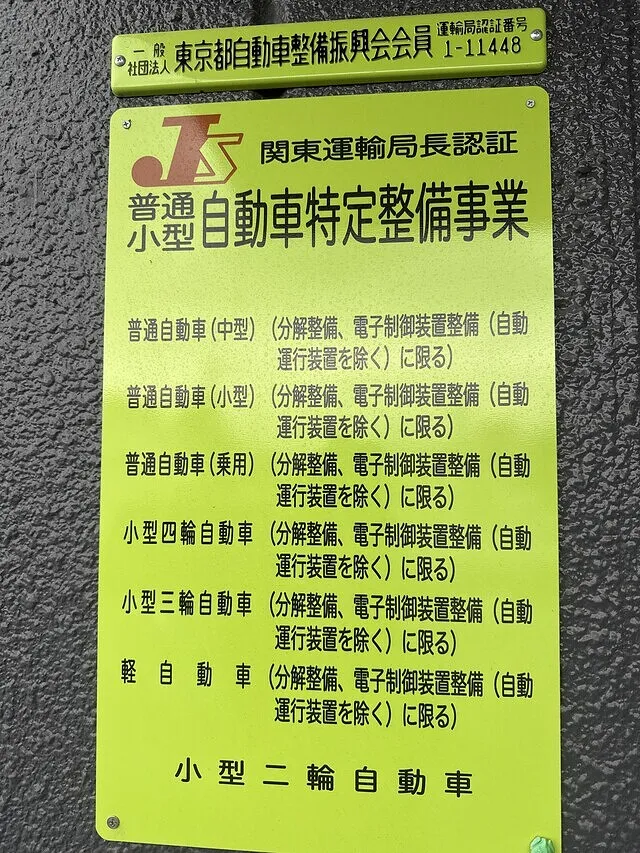 一般
社団法人 東京都自動車整備振興会会員 運輸局認証番号
1-11448
JS 関東運輸局長認証
普通
小型 自動車特定整備事業
普通自動車(中型) (分解整備、電子制御装置整備(自動
運行装置を除く)に限る)
普通自動車(小型) (分解整備、電子制御装置整備(自動
運行装置を除く)に限る)
普通自動車(乗用) (分解整備、電子制御装置整備(自動
運行装置を除く)に限る)
小型四輪自動車 (分解整備、電子制御装置整備(自動
運行装置を除く)に限る)
小型三輪自動車 (分解整備、電子制御装置整備(自動
運行装置を除く)に限る)
軽自動車 (分解整備、電子制御装置整備(自動
運行装置を除く)に限る)
小型二輪自動車